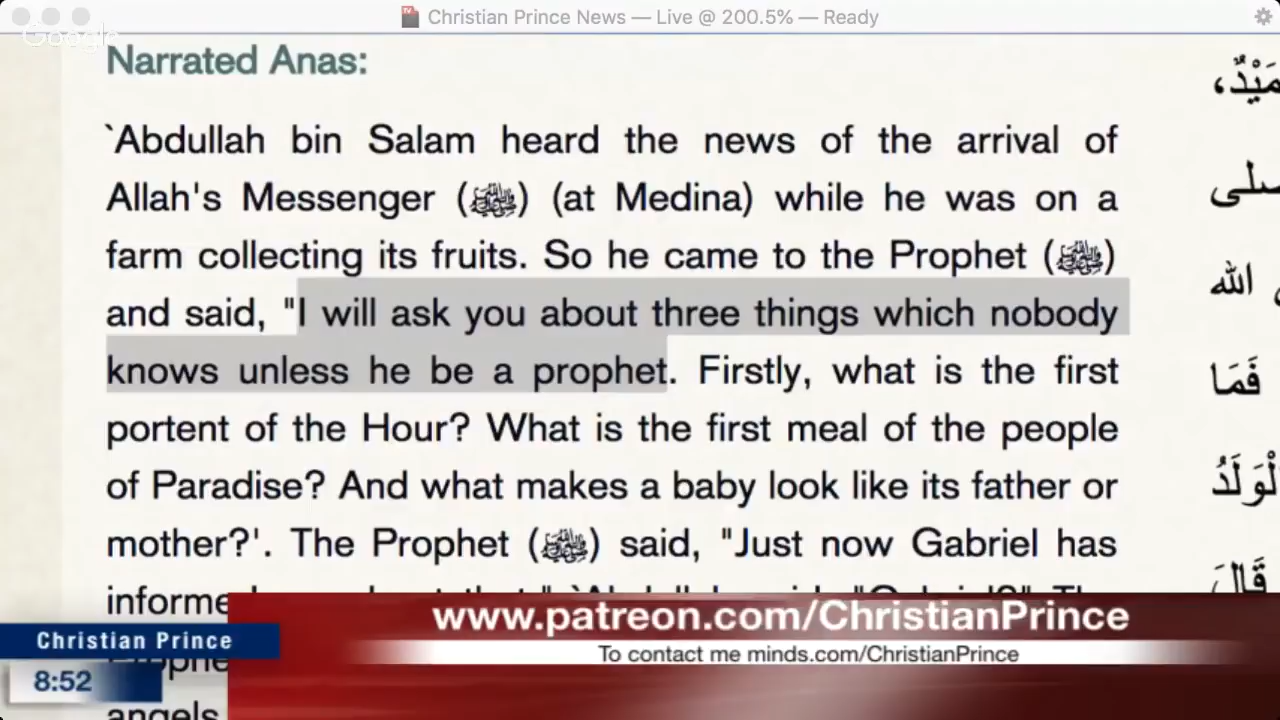 Christian Prince News — Live @ 200.5% — Ready
Google
Narrated Anas:
`Abdullah bin Salam heard the news of the arrival of
Allah's Messenger (ﷺ) (at Medina) while he was on a
farm collecting its fruits. So he came to the Prophet (ﷺ)
and said, "I will ask you about three things which nobody
knows unless he be a prophet. Firstly, what is the first
portent of the Hour? What is the first meal of the people
of Paradise? And what makes a baby look like its father or
mother?'. The Prophet (ﷺ) said, "Just now Gabriel has
angels
صلى
الله
فَمَا
قَالَ
www.patreon.com/ChristianPrince
To contact me minds.com/ChristianPrince
Christian Prince
8:52